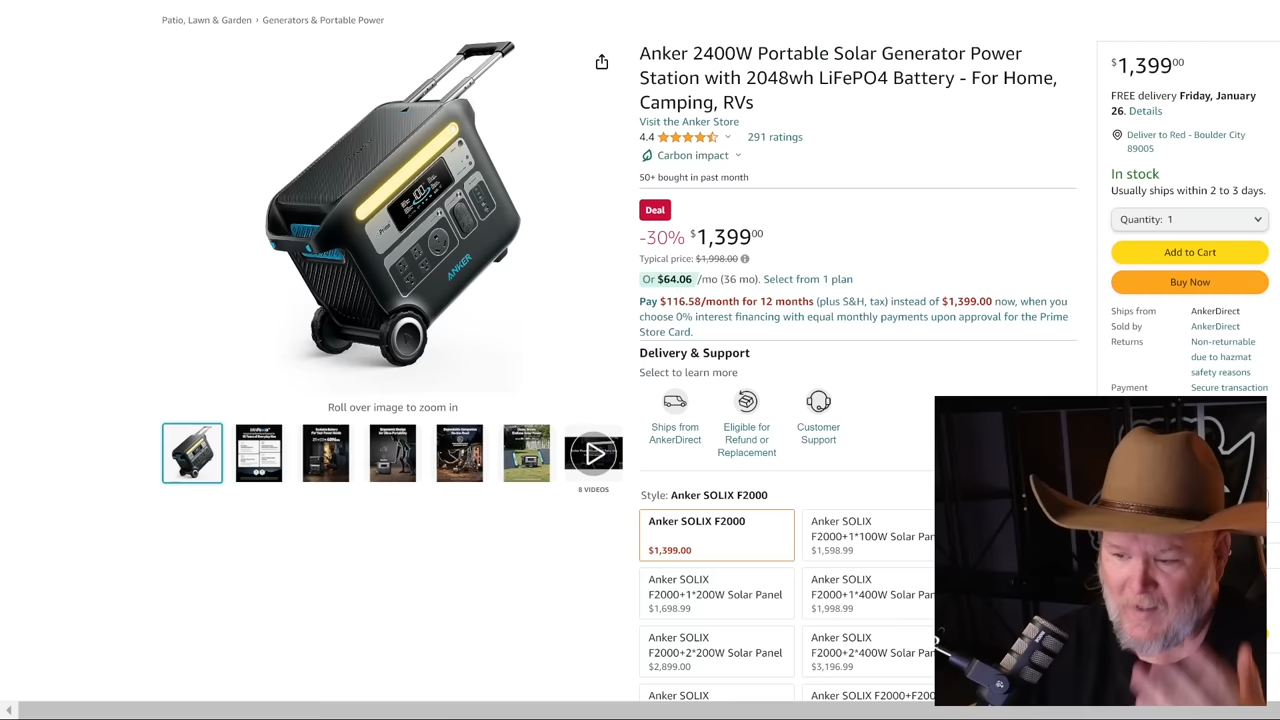 Patio, Lawn & Garden › Generators & Portable Power
Anker 2400W Portable Solar Generator Power
Station with 2048wh LiFePO4 Battery - For Home,
Camping, RVs
Visit the Anker Store
4.4
291 ratings
Carbon impact
50+ bought in past month
Deal
-30% $1,399.00
Typical price: $1,998.00
Or $64.06 /mo (36 mo). Select from 1 plan
Pay $116.58/month for 12 months (plus S&H, tax) instead of $1,399.00 now, when you
choose 0% interest financing with equal monthly payments upon approval for the Prime
Store Card.
Delivery & Support
Select to learn more
Ships from
AnkerDirect
Eligible for
Refund or
Replacement
Customer
Support
Style: Anker SOLIX F2000
Anker SOLIX F2000
$1,399.00
Anker SOLIX
F2000+1*100W Solar Pan
$1,598.99
Anker SOLIX
F2000+1*200W Solar Panel
$1,698.99
Anker SOLIX
F2000+1*400W Solar Pan
$1,998.99
Anker SOLIX
F2000+2*200W Solar Panel
$2,899.00
Anker SOLIX
F2000+2*400W Solar Pan
$3,196.99
Anker SOLIX
Anker SOLIX F2000+F200
$1,399.00
FREE delivery Friday, January
26. Details
Deliver to Red - Boulder City
89005
In stock
Usually ships within 2 to 3 days.
Quantity: 1
Add to Cart
Buy Now
Ships from AnkerDirect
Sold by AnkerDirect
Returns Non-returnable
due to hazmat
safety reasons
Payment Secure transaction
ANKER
Roll over image to zoom in
8 VIDEOS